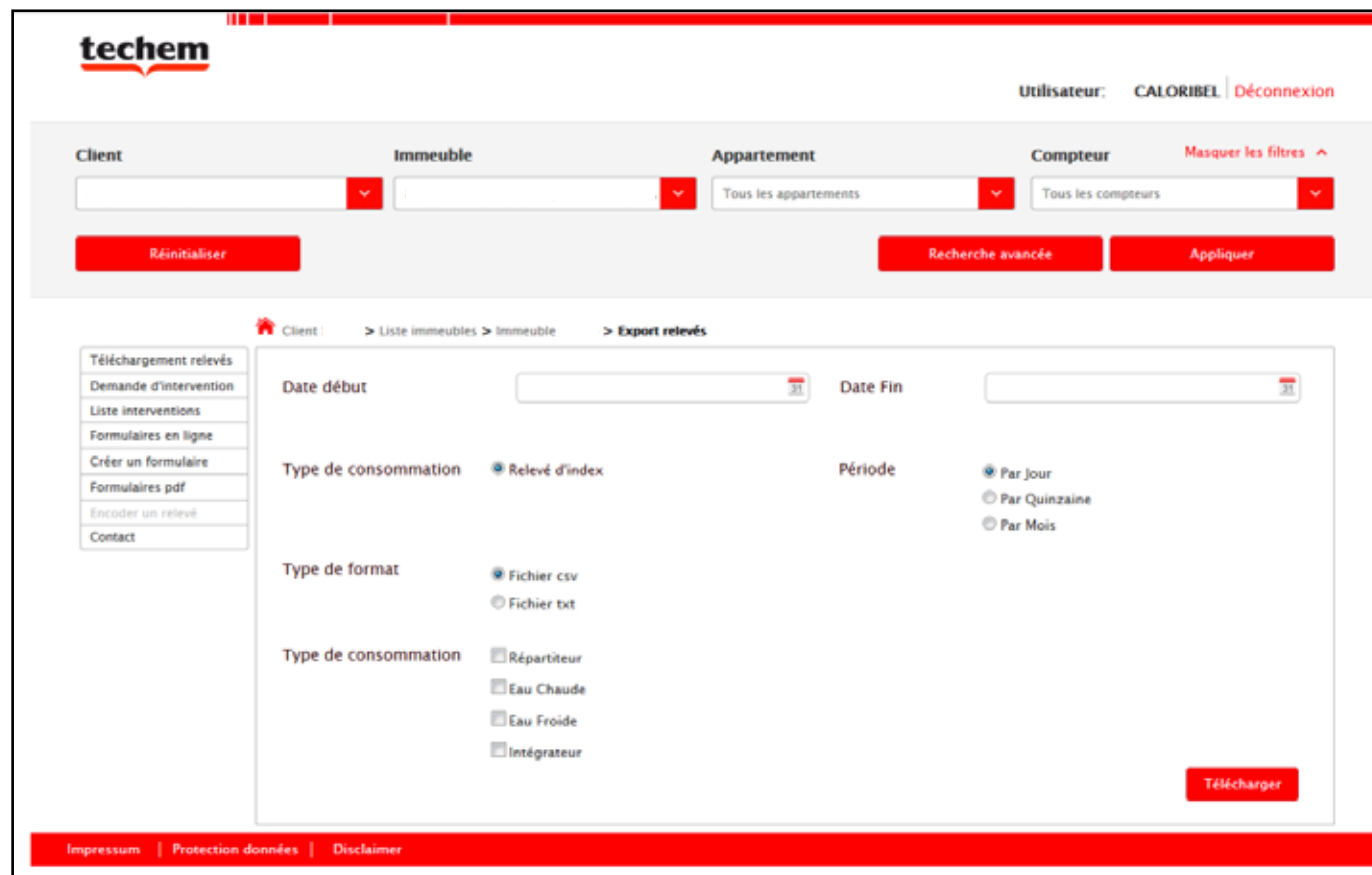 techem
Utilisateur: CALORIBEL Déconnexion
Client Immeuble Appartement Compteur Masquer les filtres
Tous les appartements Tous les compteurs
Réinitialiser Recherche avancée Appliquer
Client > Liste immeubles > Immeuble > Export relevés
Téléchargement relevés
Demande d'intervention
Liste interventions
Formulaires en ligne
Créer un formulaire
Formulaires pdf
Encoder un relevé
Contact
Date début 31 Date Fin 31
Type de consommation Relevé d'index Période Par Jour
Par Quinzaine
Par Mois
Type de format Fichier csv
Fichier txt
Type de consommation Répartiteur
Eau Chaude
Eau Froide
Intégrateur
Télécharger
Impressum | Protection données | Disclaimer